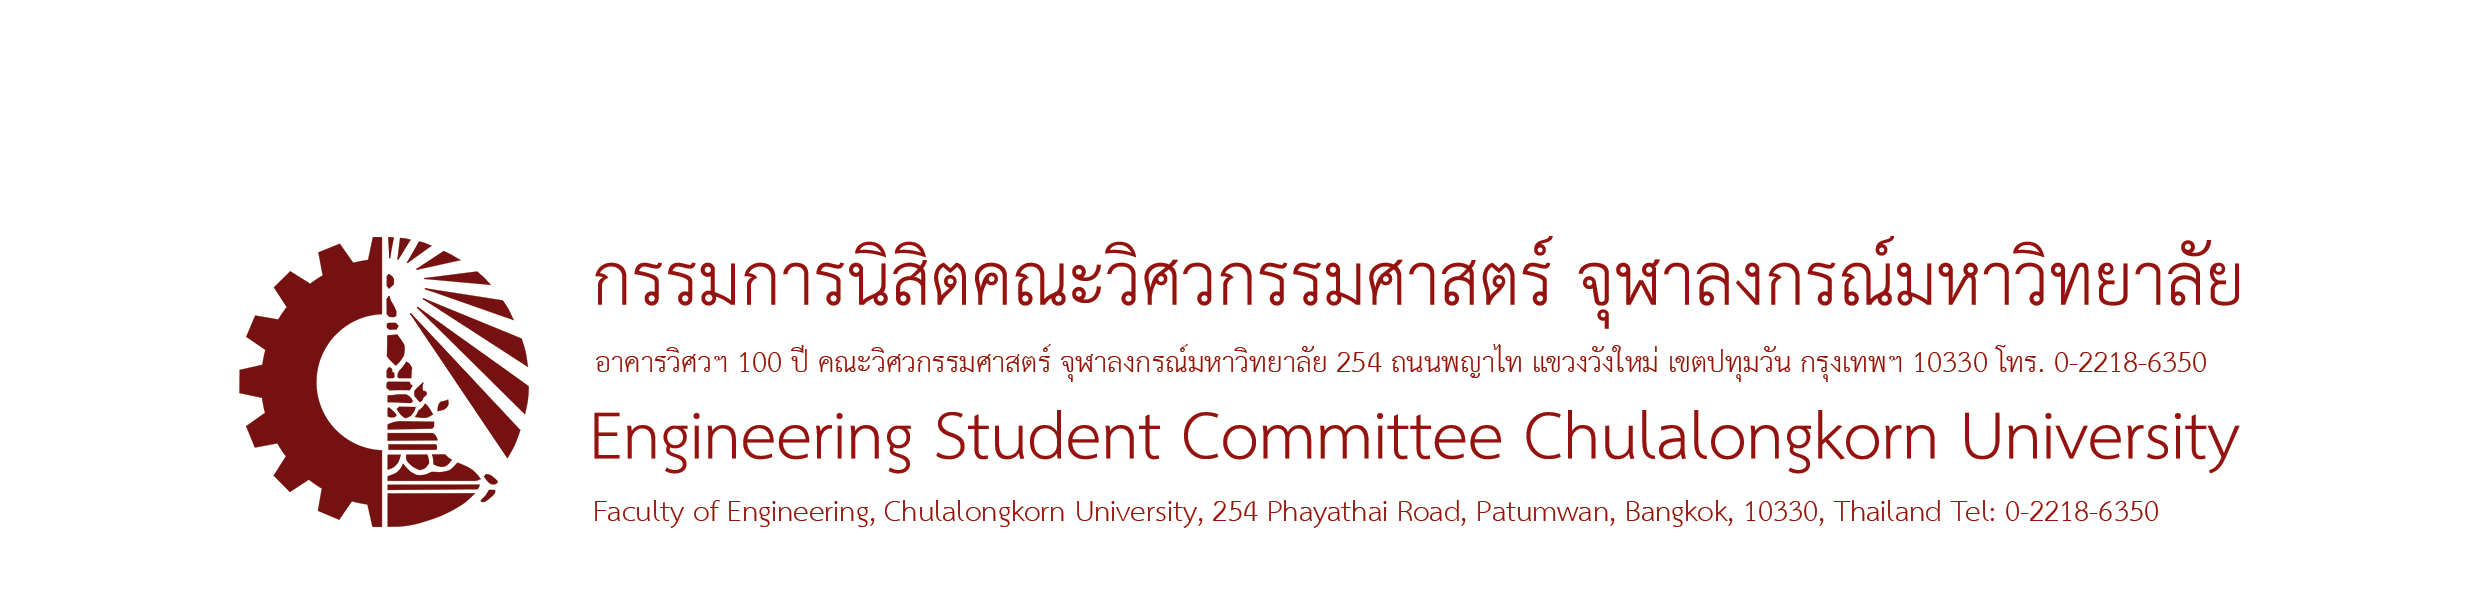 กรรมการนิสิตคณะวิศวกรรมศาสตร์ จุฬาลงกรณ์มหาวิทยาลัย
อาคารวิศวฯ 100 ปี คณะวิศวกรรมศาสตร์ จุฬาลงกรณ์มหาวิทยาลัย 254 ถนนพญาไท แขวงวังใหม่ เขตปทุมวัน กรุงเทพฯ 10330 โทร. 0-2218-6350
Engineering Student Committee Chulalongkorn University
Faculty of Engineering, Chulalongkorn University, 254 Phayathai Road, Patumwan, Bangkok, 10330, Thailand Tel: 0-2218-6350